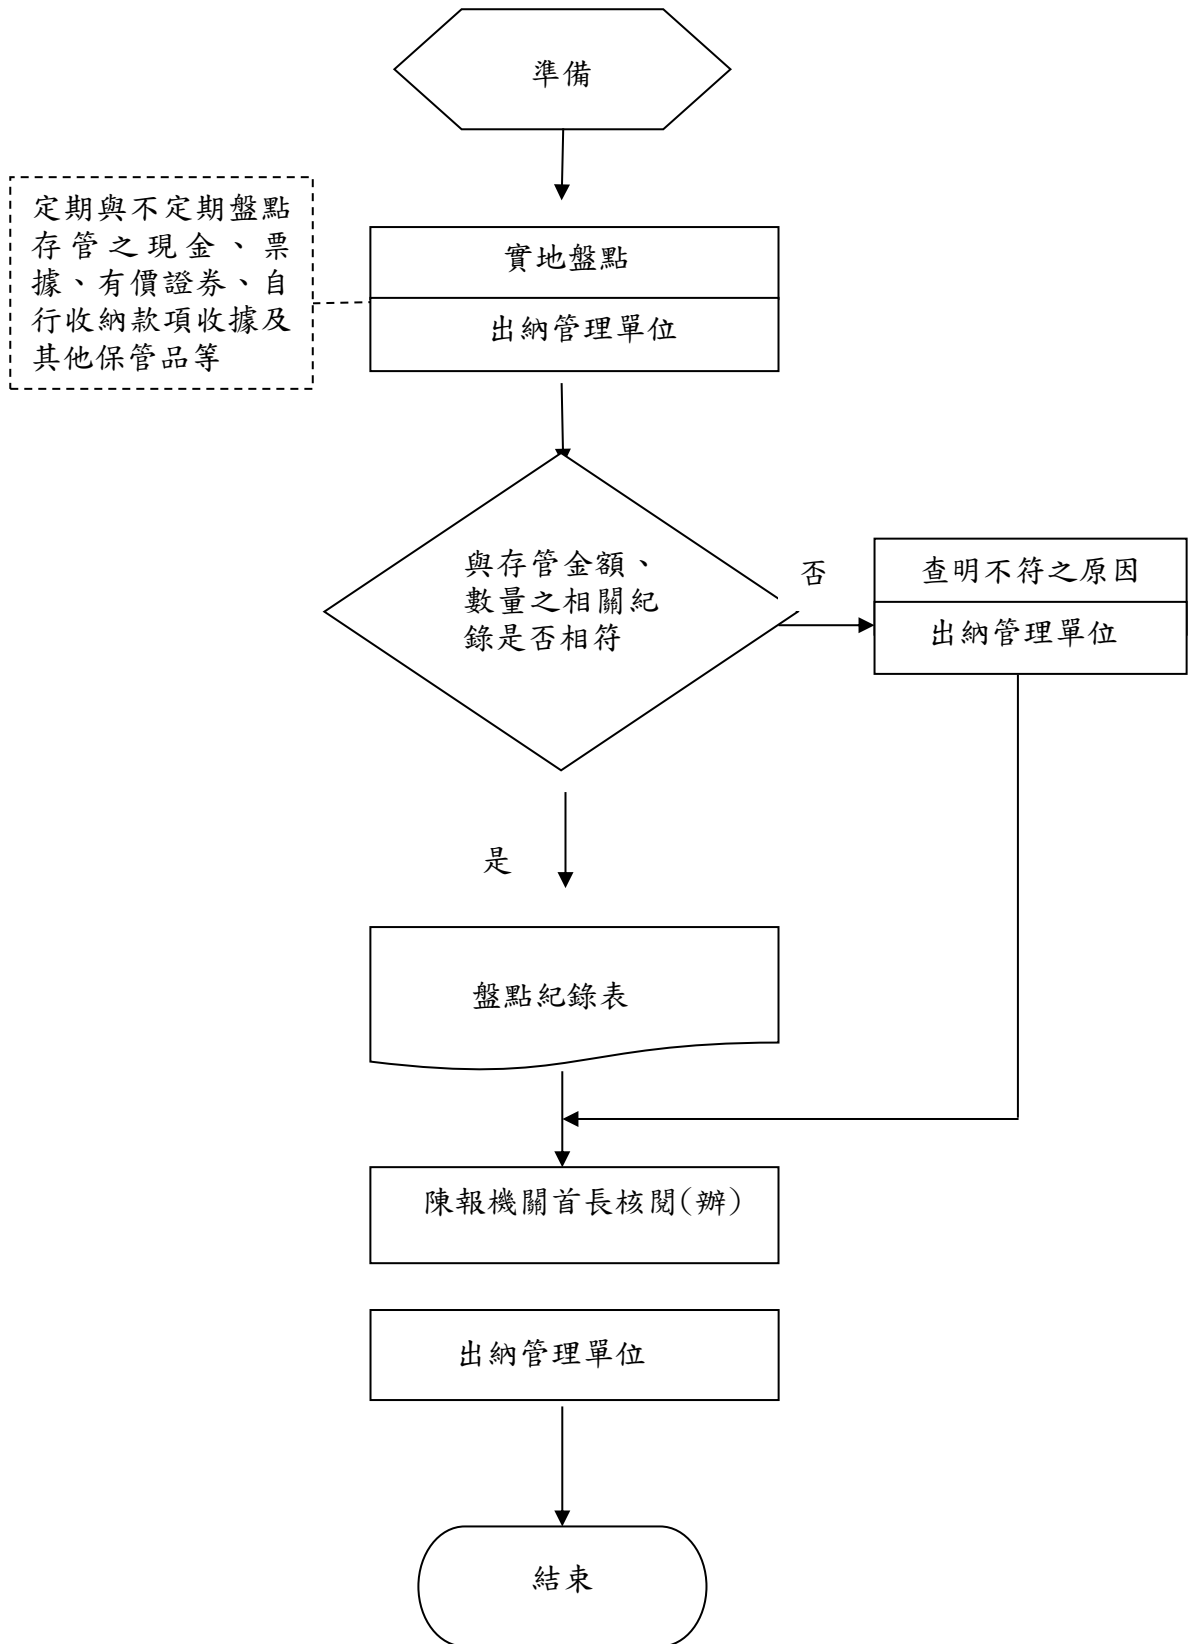 準備
定期與不定期盤點
存管之現金、票
據、有價證券、自
行收納款項收據及
其他保管品等
實地盤點
出納管理單位
與存管金額、
數量之相關紀
錄是否相符
否
查明不符之原因
出納管理單位
是
盤點紀錄表
陳報機關首長核閱(辦)
出納管理單位
結束